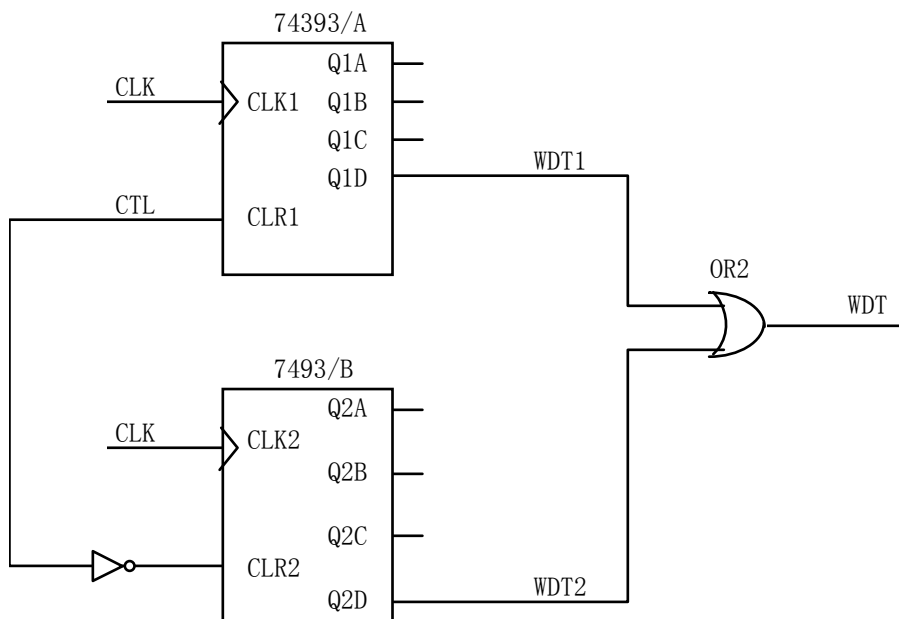 74393/A
Q1A
CLK
CLK1
Q1B
Q1C
WDT1
Q1D
CTL
CLR1
OR2
WDT
7493/B
Q2A
CLK
CLK2
Q2B
Q2C
CLR2
WDT2
Q2D